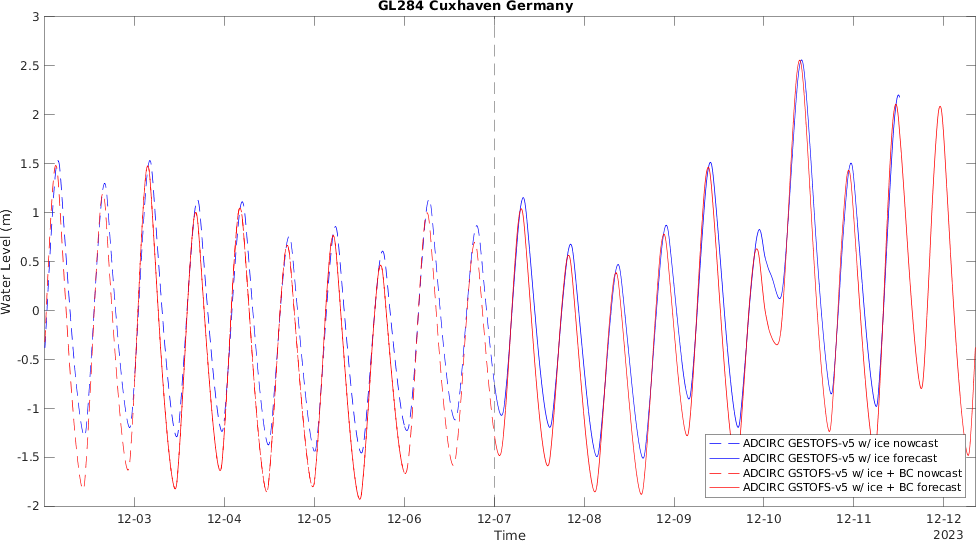 GL284 Cuxhaven Germany
3
2.5
2
1.5
1
0.5
0
-0.5
-1
-1.5
-2
Water Level (m)
ADCIRC GESTOFS-v5 w/ ice nowcast
ADCIRC GESTOFS-v5 w/ ice forecast
ADCIRC GSTOFS-v5 w/ ice + BC nowcast
ADCIRC GSTOFS-v5 w/ ice + BC forecast
12-03 12-04 12-05 12-06 12-07 12-08 12-09 12-10 12-11 12-12
Time 2023